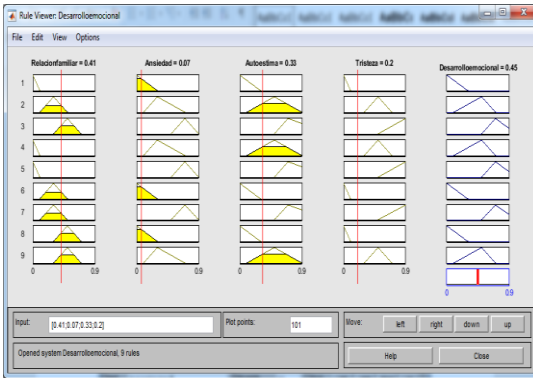 Rule Viewer: Desarrolloemocional
File Edit View Options
Relacionfamiliar = 0.41 Ansiedad = 0.07 Autoestima = 0.33 Tristeza = 0.2 Desarrolloemocional = 0.45
1
2
3
4
5
6
7
8
9
0 0.9 0 0.9 0 0.9 0 0.9
0 0.9
Input: [0.41;0.07;0.33;0.2] Plot points: 101 Move: left right down up
Opened system Desarrolloemocional, 9 rules Help Close